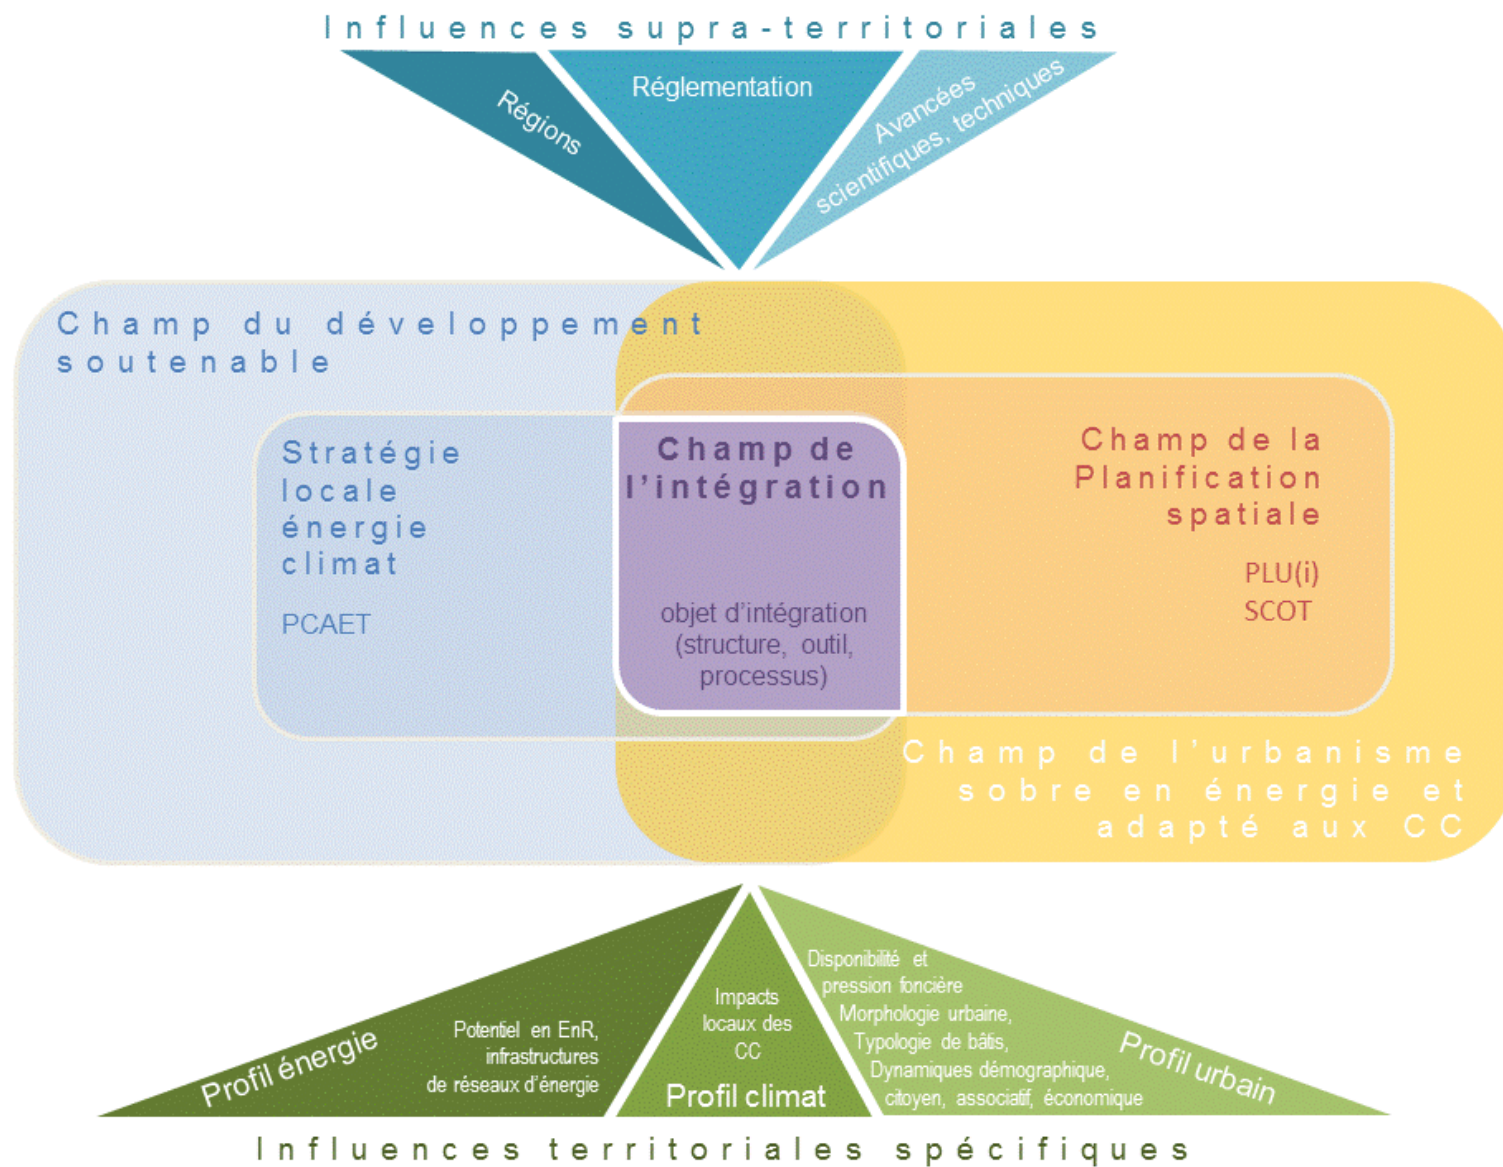 Influences supra-territoriales
Régions
Réglementation
Avancées
scientifiques, techniques
Champ du développement
soutenable
Stratégie
locale
énergie
climat
PCAET
Champ de
l’intégration
objet d’intégration
(structure, outil,
processus)
Champ de la
Planification
spatiale
PLU(i)
SCOT
Champ de l’urbanisme
sobre en énergie et
adapté aux CC
Profil énergie
Potentiel en EnR,
infrastructures
de réseaux d’énergie
Impacts
locaux des
CC
Profil climat
Disponibilité et
pression foncière
Morphologie urbaine,
Typologie de bâtis,
Dynamiques démographique,
citoyen, associatif, économique
Profil urbain
Influences territoriales spécifiques